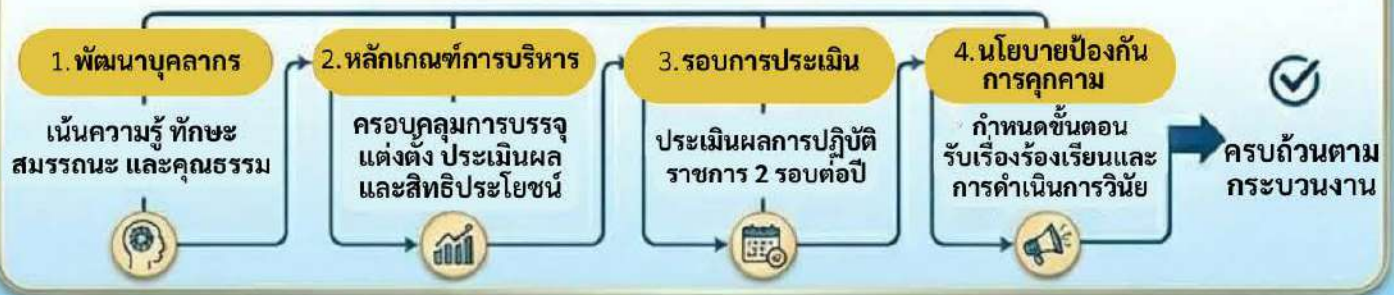 1. พัฒนาบุคลากร
เน้นความรู้ ทักษะ
สมรรถนะ และคุณธรรม
2. หลักเกณฑ์การบริหาร
ครอบคลุมการบรรจุ
แต่งตั้ง ประเมินผล
และสิทธิประโยชน์
3. รอบการประเมิน
ประเมินผลการปฏิบัติ
ราชการ 2 รอบต่อปี
4. นโยบายป้องกัน
การคุกคาม
กำหนดขั้นตอน
รับเรื่องร้องเรียนและ
การดำเนินการวินัย
ครบถ้วนตาม
กระบวนงาน